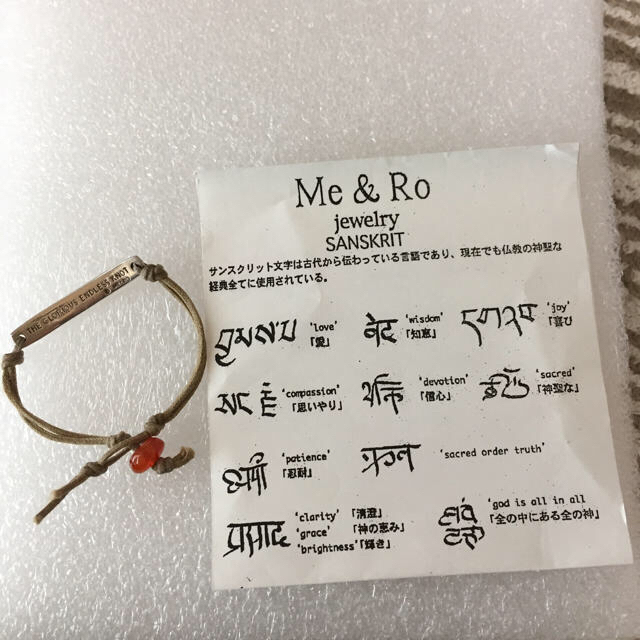 THE GLORIOUS ENDLESS KNOT
Me & Ro
jewelry
SANSKRIT
サンスクリット文字は古代から伝わっている言語であり、現在でも仏教の神聖な
経典全てに使用されている。
'love'
「愛」
वेद
'wisdom'
「知恵」
'joy'
「喜び
'compassion'
「思いやり」
भक्ति
'devotion'
「信心」
'sacred'
「神聖な」
'patience'
「忍耐」
'sacred order truth'
प्रसाद
'clarity' 「清澄」
'grace' 「神の恵み」
'brightness'「輝き」
'god is all in all
「全の中にある全の神」